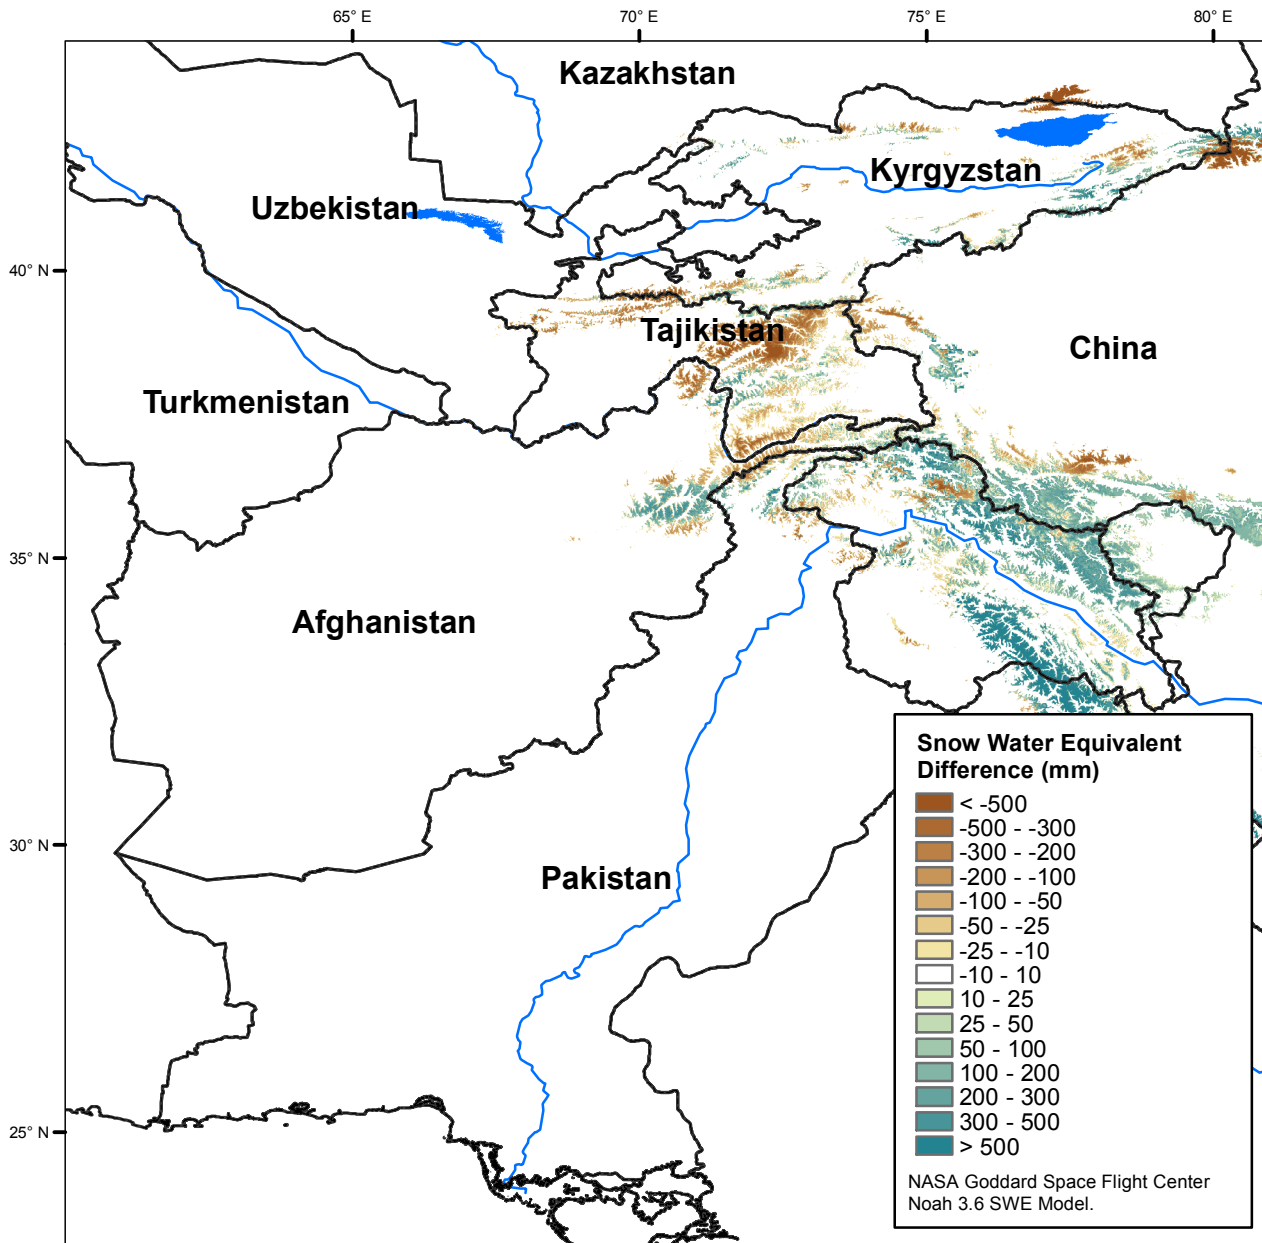 65° E
70° E
75° E
80° E
Kazakhstan
Kyrgyzstan
Uzbekistan
40° N
Tajikistan
China
Turkmenistan
35° N
Afghanistan
Snow Water Equivalent
Difference (mm)
< -500
-500 - -300
-300 - -200
-200 - -100
-100 - -50
-50 - -25
-25 - -10
-10 - 10
10 - 25
25 - 50
50 - 100
100 - 200
200 - 300
300 - 500
> 500
NASA Goddard Space Flight Center
Noah 3.6 SWE Model.
30° N
Pakistan
25° N